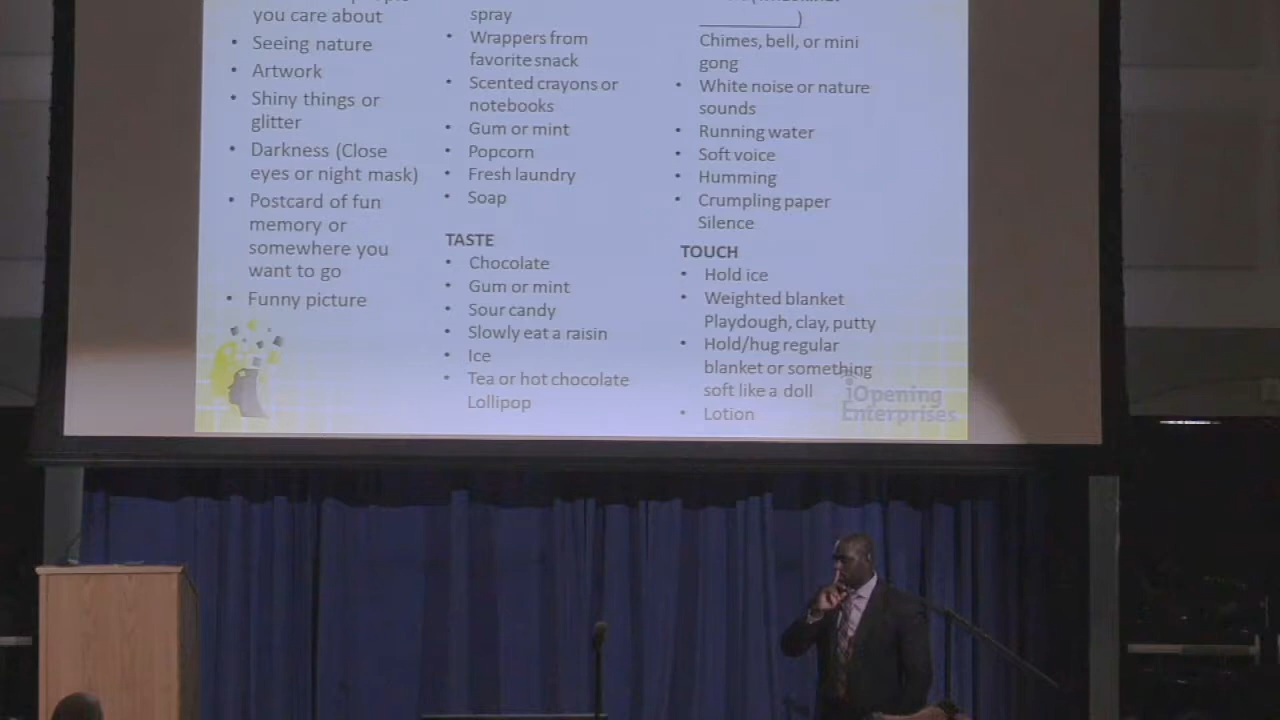 you care about
• Seeing nature
• Artwork
• Shiny things or
glitter
• Darkness (Close
eyes or night mask)
• Postcard of fun
memory or
somewhere you
want to go
• Funny picture
spray
• Wrappers from
favorite snack
• Scented crayons or
notebooks
• Gum or mint
• Popcorn
• Fresh laundry
• Soap
TASTE
• Chocolate
• Gum or mint
• Sour candy
• Slowly eat a raisin
• Ice
• Tea or hot chocolate
Lollipop
__________)
Chimes, bell, or mini
gong
• White noise or nature
sounds
• Running water
• Soft voice
• Humming
• Crumpling paper
Silence
TOUCH
• Hold ice
• Weighted blanket
Playdough, clay, putty
• Hold/hug regular
blanket or something
soft like a doll
• Lotion
iOpening
Enterprises